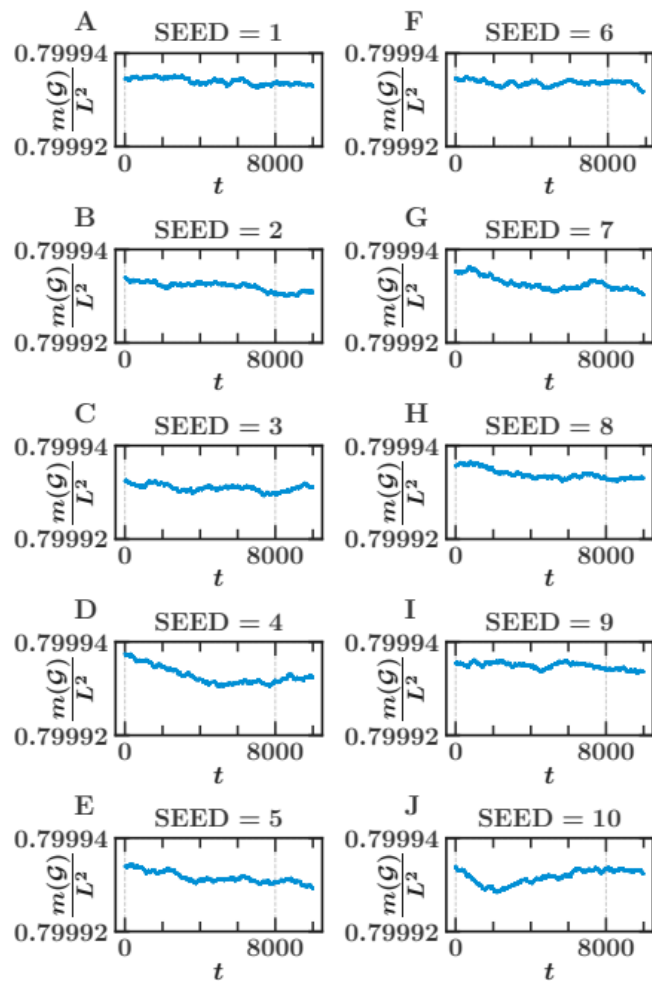 A SEED = 1
0.79994
m(𝒢)
L²
0.79992
0 8000
t
B SEED = 2
0.79994
m(𝒢)
L²
0.79992
0 8000
t
C SEED = 3
0.79994
m(𝒢)
L²
0.79992
0 8000
t
D SEED = 4
0.79994
m(𝒢)
L²
0.79992
0 8000
t
E SEED = 5
0.79994
m(𝒢)
L²
0.79992
0 8000
t
F SEED = 6
0.79994
m(𝒢)
L²
0.79992
0 8000
t
G SEED = 7
0.79994
m(𝒢)
L²
0.79992
0 8000
t
H SEED = 8
0.79994
m(𝒢)
L²
0.79992
0 8000
t
I SEED = 9
0.79994
m(𝒢)
L²
0.79992
0 8000
t
J SEED = 10
0.79994
m(𝒢)
L²
0.79992
0 8000
t